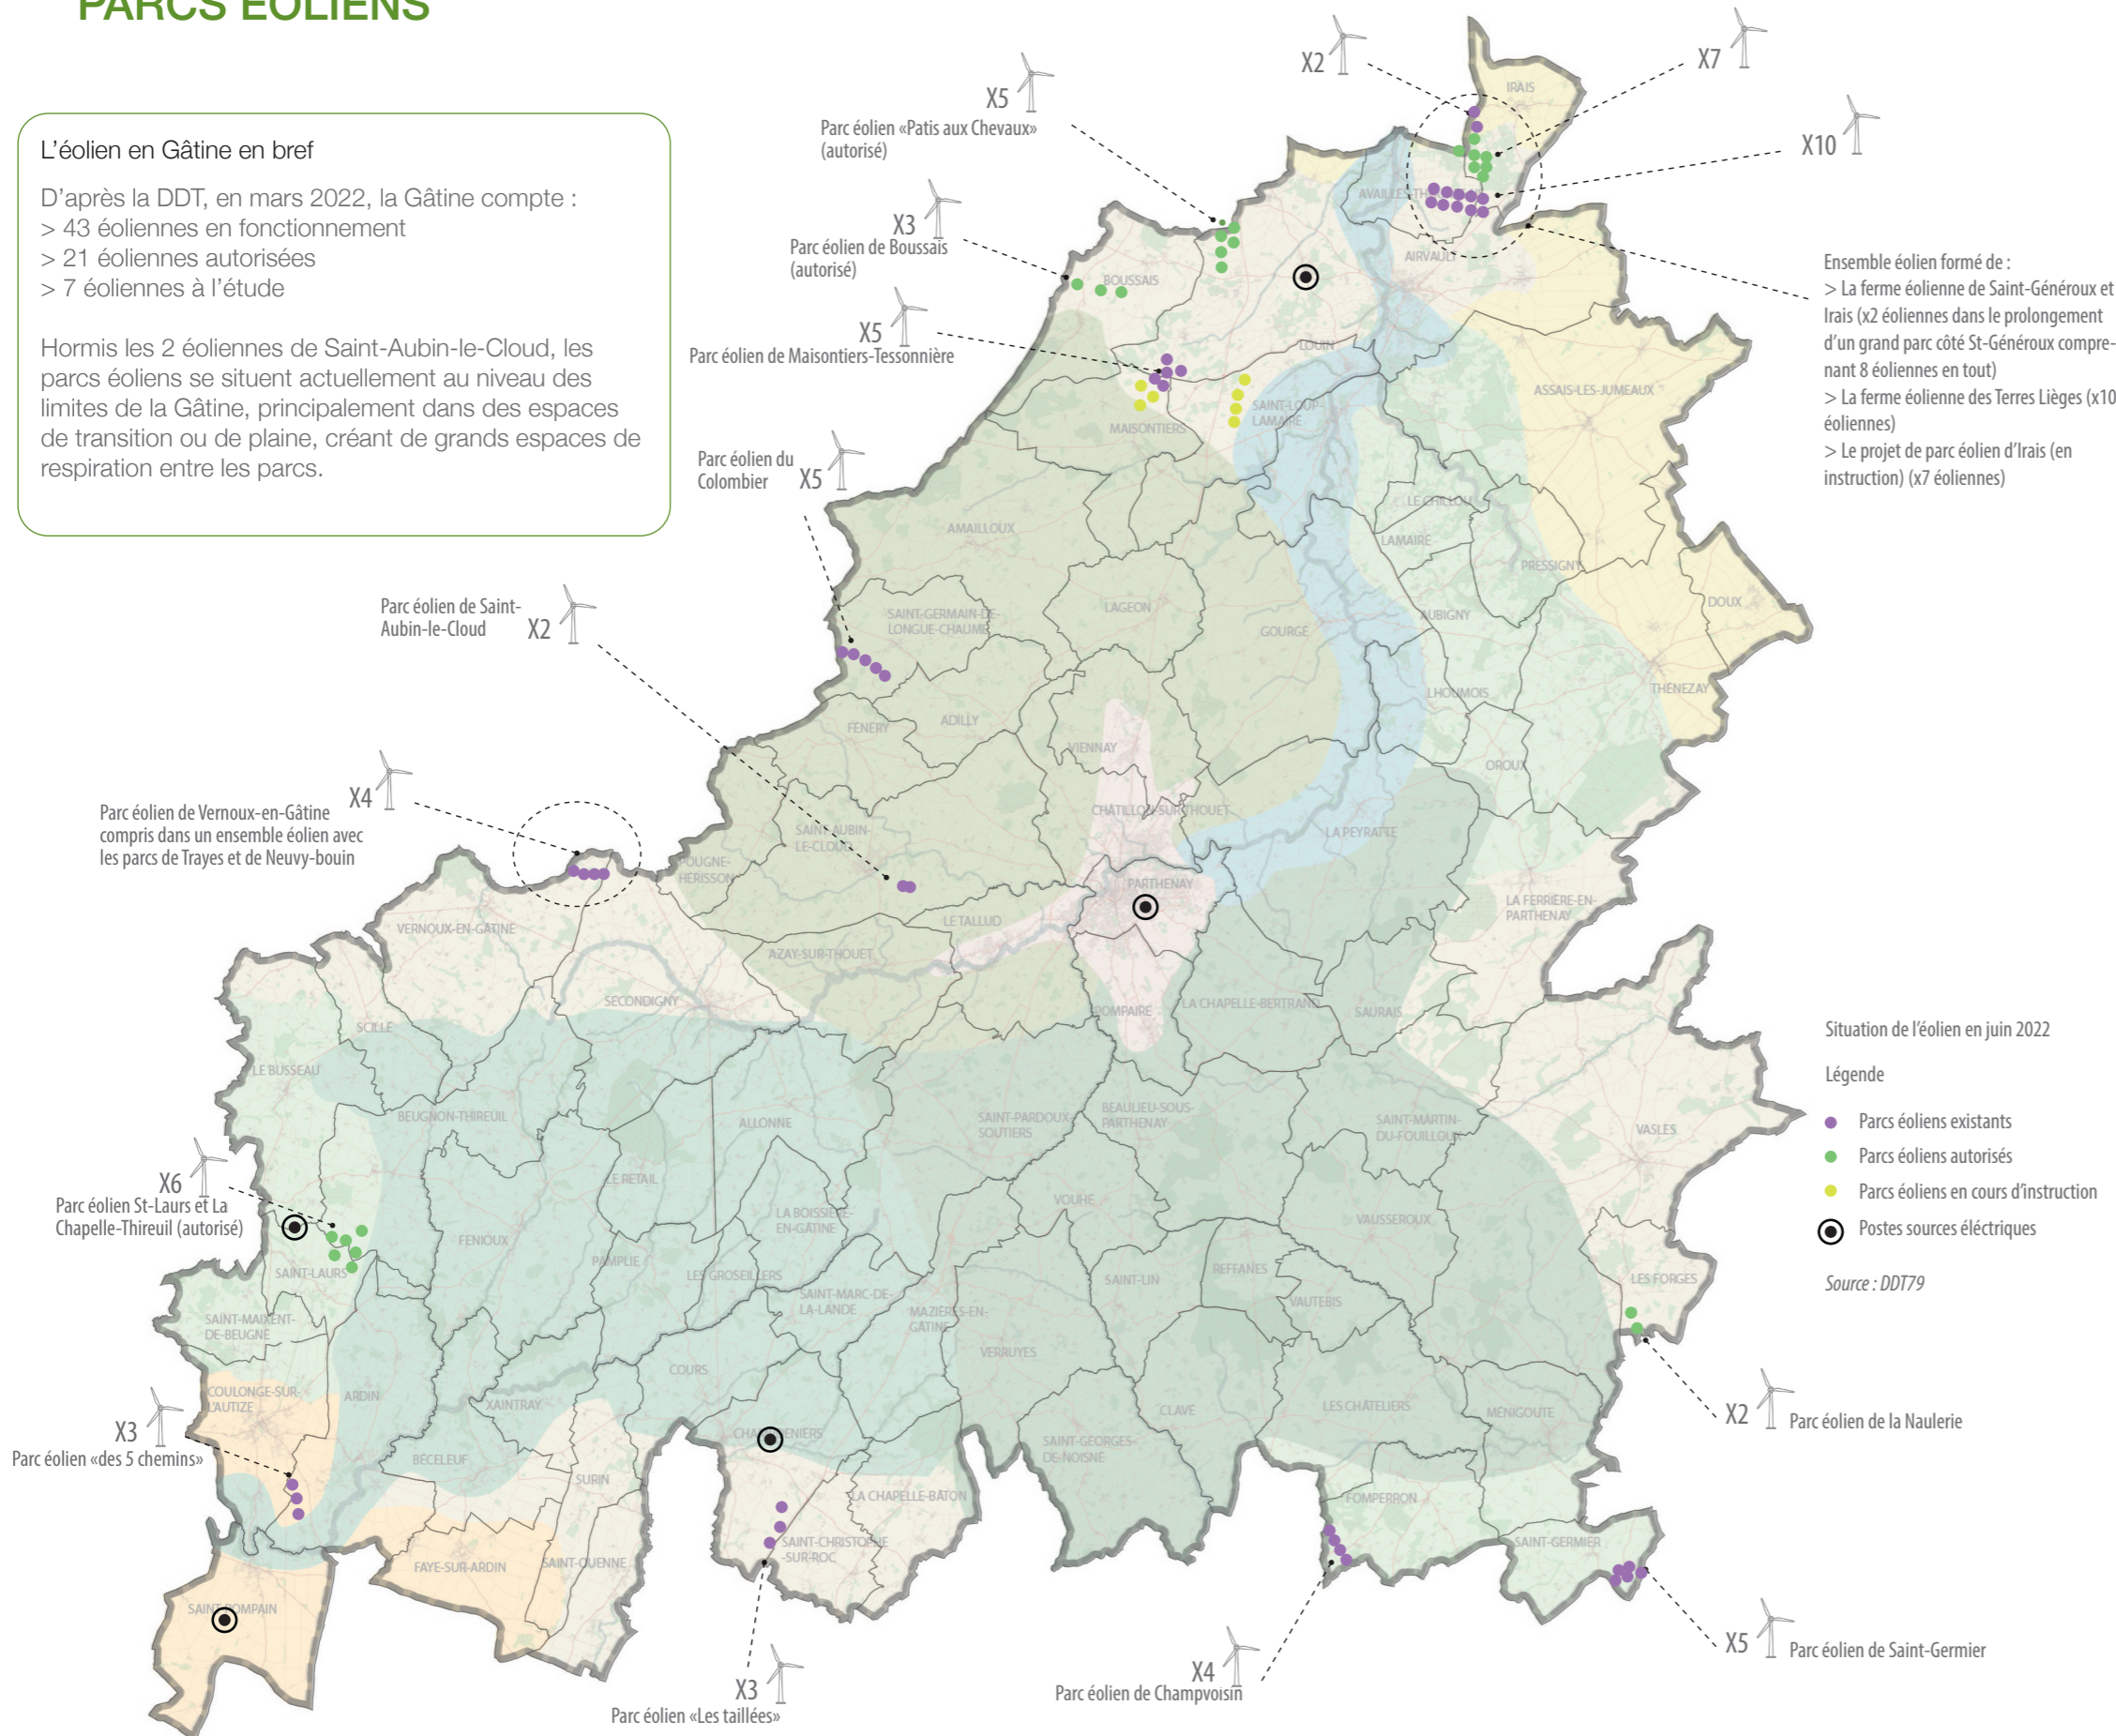 PARCS ÉOLIENS
L'éolien en Gâtine en bref
D'après la DDT, en mars 2022, la Gâtine compte :
> 43 éoliennes en fonctionnement
> 21 éoliennes autorisées
> 7 éoliennes à l'étude
Hormis les 2 éoliennes de Saint-Aubin-le-Cloud, les
parcs éoliens se situent actuellement au niveau des
limites de la Gâtine, principalement dans des espaces
de transition ou de plaine, créant de grands espaces de
respiration entre les parcs.
X2
X7
X10
X5
Parc éolien «Patis aux Chevaux»
(autorisé)
X3
Parc éolien de Boussais
(autorisé)
X5
Parc éolien de Maisontiers-Tessonnière
Parc éolien du
Colombier
X5
Parc éolien de Saint-
Aubin-le-Cloud
X2
X4
Parc éolien de Vernoux-en-Gâtine
compris dans un ensemble éolien avec
les parcs de Trayes et de Neuvy-bouin
X6
Parc éolien St-Laurs et La
Chapelle-Thireuil (autorisé)
X3
Parc éolien «des 5 chemins»
X3
Parc éolien «Les taillées»
X4
Parc éolien de Champvoisin
X5
Parc éolien de Saint-Germier
X2
Parc éolien de la Naulerie
Ensemble éolien formé de :
> La ferme éolienne de Saint-Généroux et
Irais (x2 éoliennes dans le prolongement
d'un grand parc côté St-Généroux compre-
nant 8 éoliennes en tout)
> La ferme éolienne des Terres Lièges (x10
éoliennes)
> Le projet de parc éolien d'Irais (en
instruction) (x7 éoliennes)
Situation de l'éolien en juin 2022
Légende
Parcs éoliens existants
Parcs éoliens autorisés
Parcs éoliens en cours d'instruction
Postes sources éléctriques
Source : DDT79
IRAIS
AIRVAULT
BOUSSAIS
LOUIN
ASSAIS-LES-JUMEAUX
SAINT-LOUP-
LAMAIRÉ
MAISONTIERS
LE CHILLOU
AMAILLOUX
LAMAIRÉ
PRESSIGNY
DOUX
SAINT-GERMAIN-DE-
LONGUE-CHAUME
LAGEON
AUBIGNY
GOURGÉ
LHOUMOIS
THÉNEZAY
FÉNERY
ADILLY
VIENNAY
OROUX
CHÂTILLON-SUR-THOUET
LA PEYRATTE
SAINT-AUBIN-
LE-CLOUD
POUGNE-
HÉRISSON
PARTHENAY
LA FERRIÈRE-EN-
PARTHENAY
LE TALLUD
VERNOUX-EN-GÂTINE
AZAY-SUR-THOUET
SECONDIGNY
POMPAIRE
LA CHAPELLE-BERTRAND
SAURAIS
SCILLÉ
LE BUSSEAU
BEUGNON-THIREUIL
ALLONNE
SAINT-PARDOUX-
SOUTIERS
BEAULIEU-SOUS-
PARTHENAY
SAINT-MARTIN-
DU-FOUILLOUX
VASLES
LE RETAIL
VOUHÉ
LA BOISSIÈRE-
EN-GÂTINE
VAUSSEROUX
FENIOUX
PAMPLIE
LES GROSEILLERS
SAINT-LIN
REFFANES
LES FORGES
SAINT-LAURS
SAINT-MARC-DE-
LA-LANDE
MAZIÈRES-EN-
GÂTINE
VAUTEBIS
SAINT-MAIXENT-
DE-BEUGNÉ
VERRUYES
COURS
COULONGE-SUR-
L'AUTIZE
ARDIN
XAINTRAY
CLAVÉ
LES CHÂTELIERS
MÉNIGOUTE
SAINT-GEORGES-
DE-NOISNÉ
BÉCELEUF
SURIN
LA CHAPELLE-BÂTON
FOMPERRON
SAINT-CHRISTOPHE
-SUR-ROC
SAINT-GERMIER
FAYE-SUR-ARDIN
SAINT-OUENNE
SAINT-POMPAIN